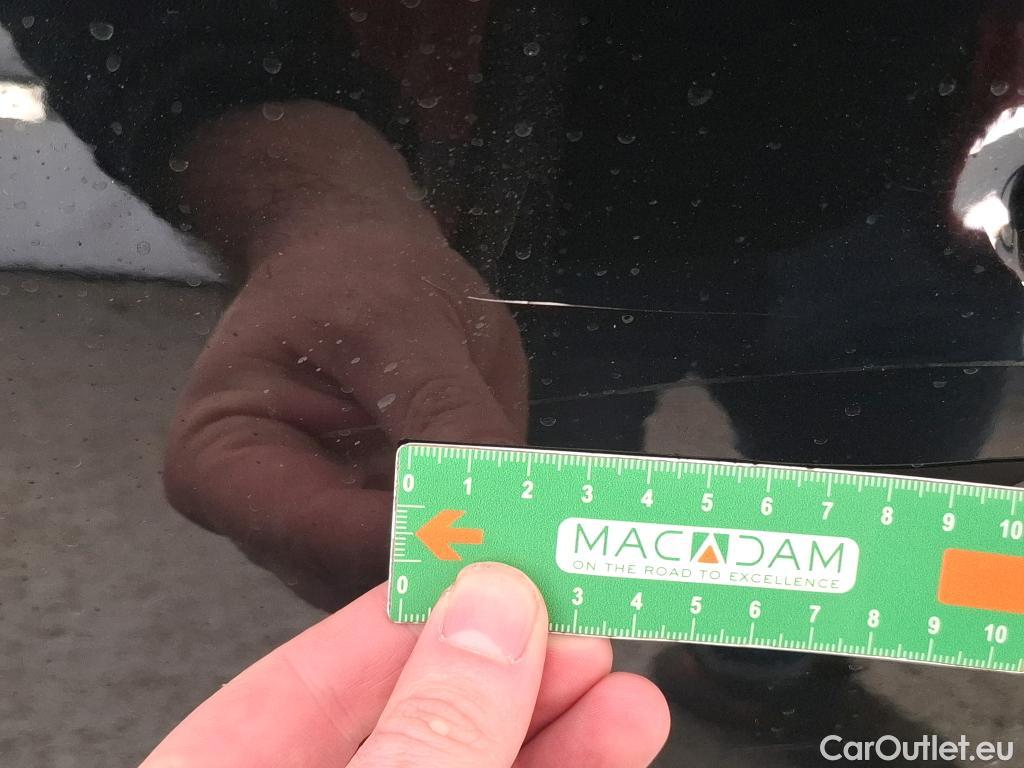 0 1 2 3 4 5 6 7 8 9 10
MACADAM
ON THE ROAD TO EXCELLENCE
0 3 4 5 6 7 8 9 10
CarOutlet.eu